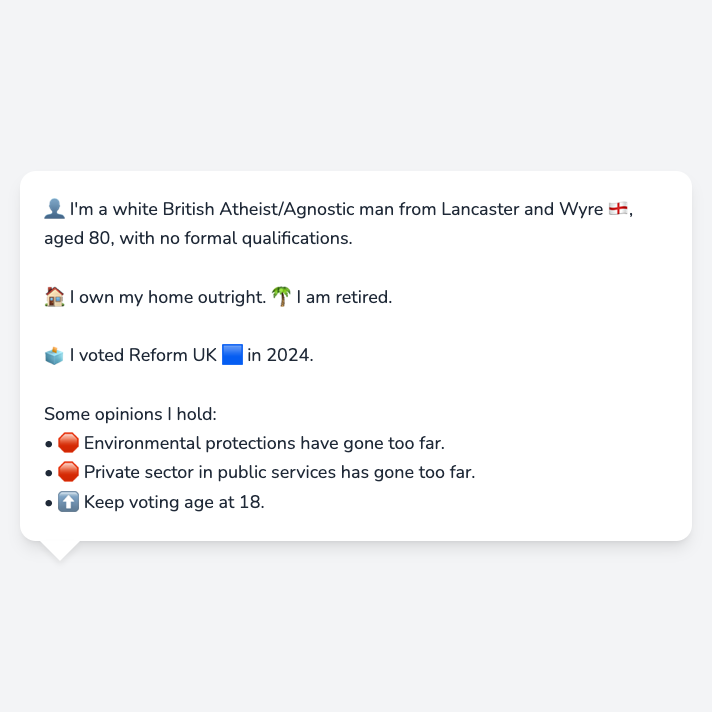 👤 I'm a white British Atheist/Agnostic man from Lancaster and Wyre 🏴󠁧󠁢󠁥󠁮󠁧󠁿,
aged 80, with no formal qualifications.
🏠 I own my home outright. 🌴 I am retired.
🗳️ I voted Reform UK 🟦 in 2024.
Some opinions I hold:
• 🛑 Environmental protections have gone too far.
• 🛑 Private sector in public services has gone too far.
• ⬆️ Keep voting age at 18.